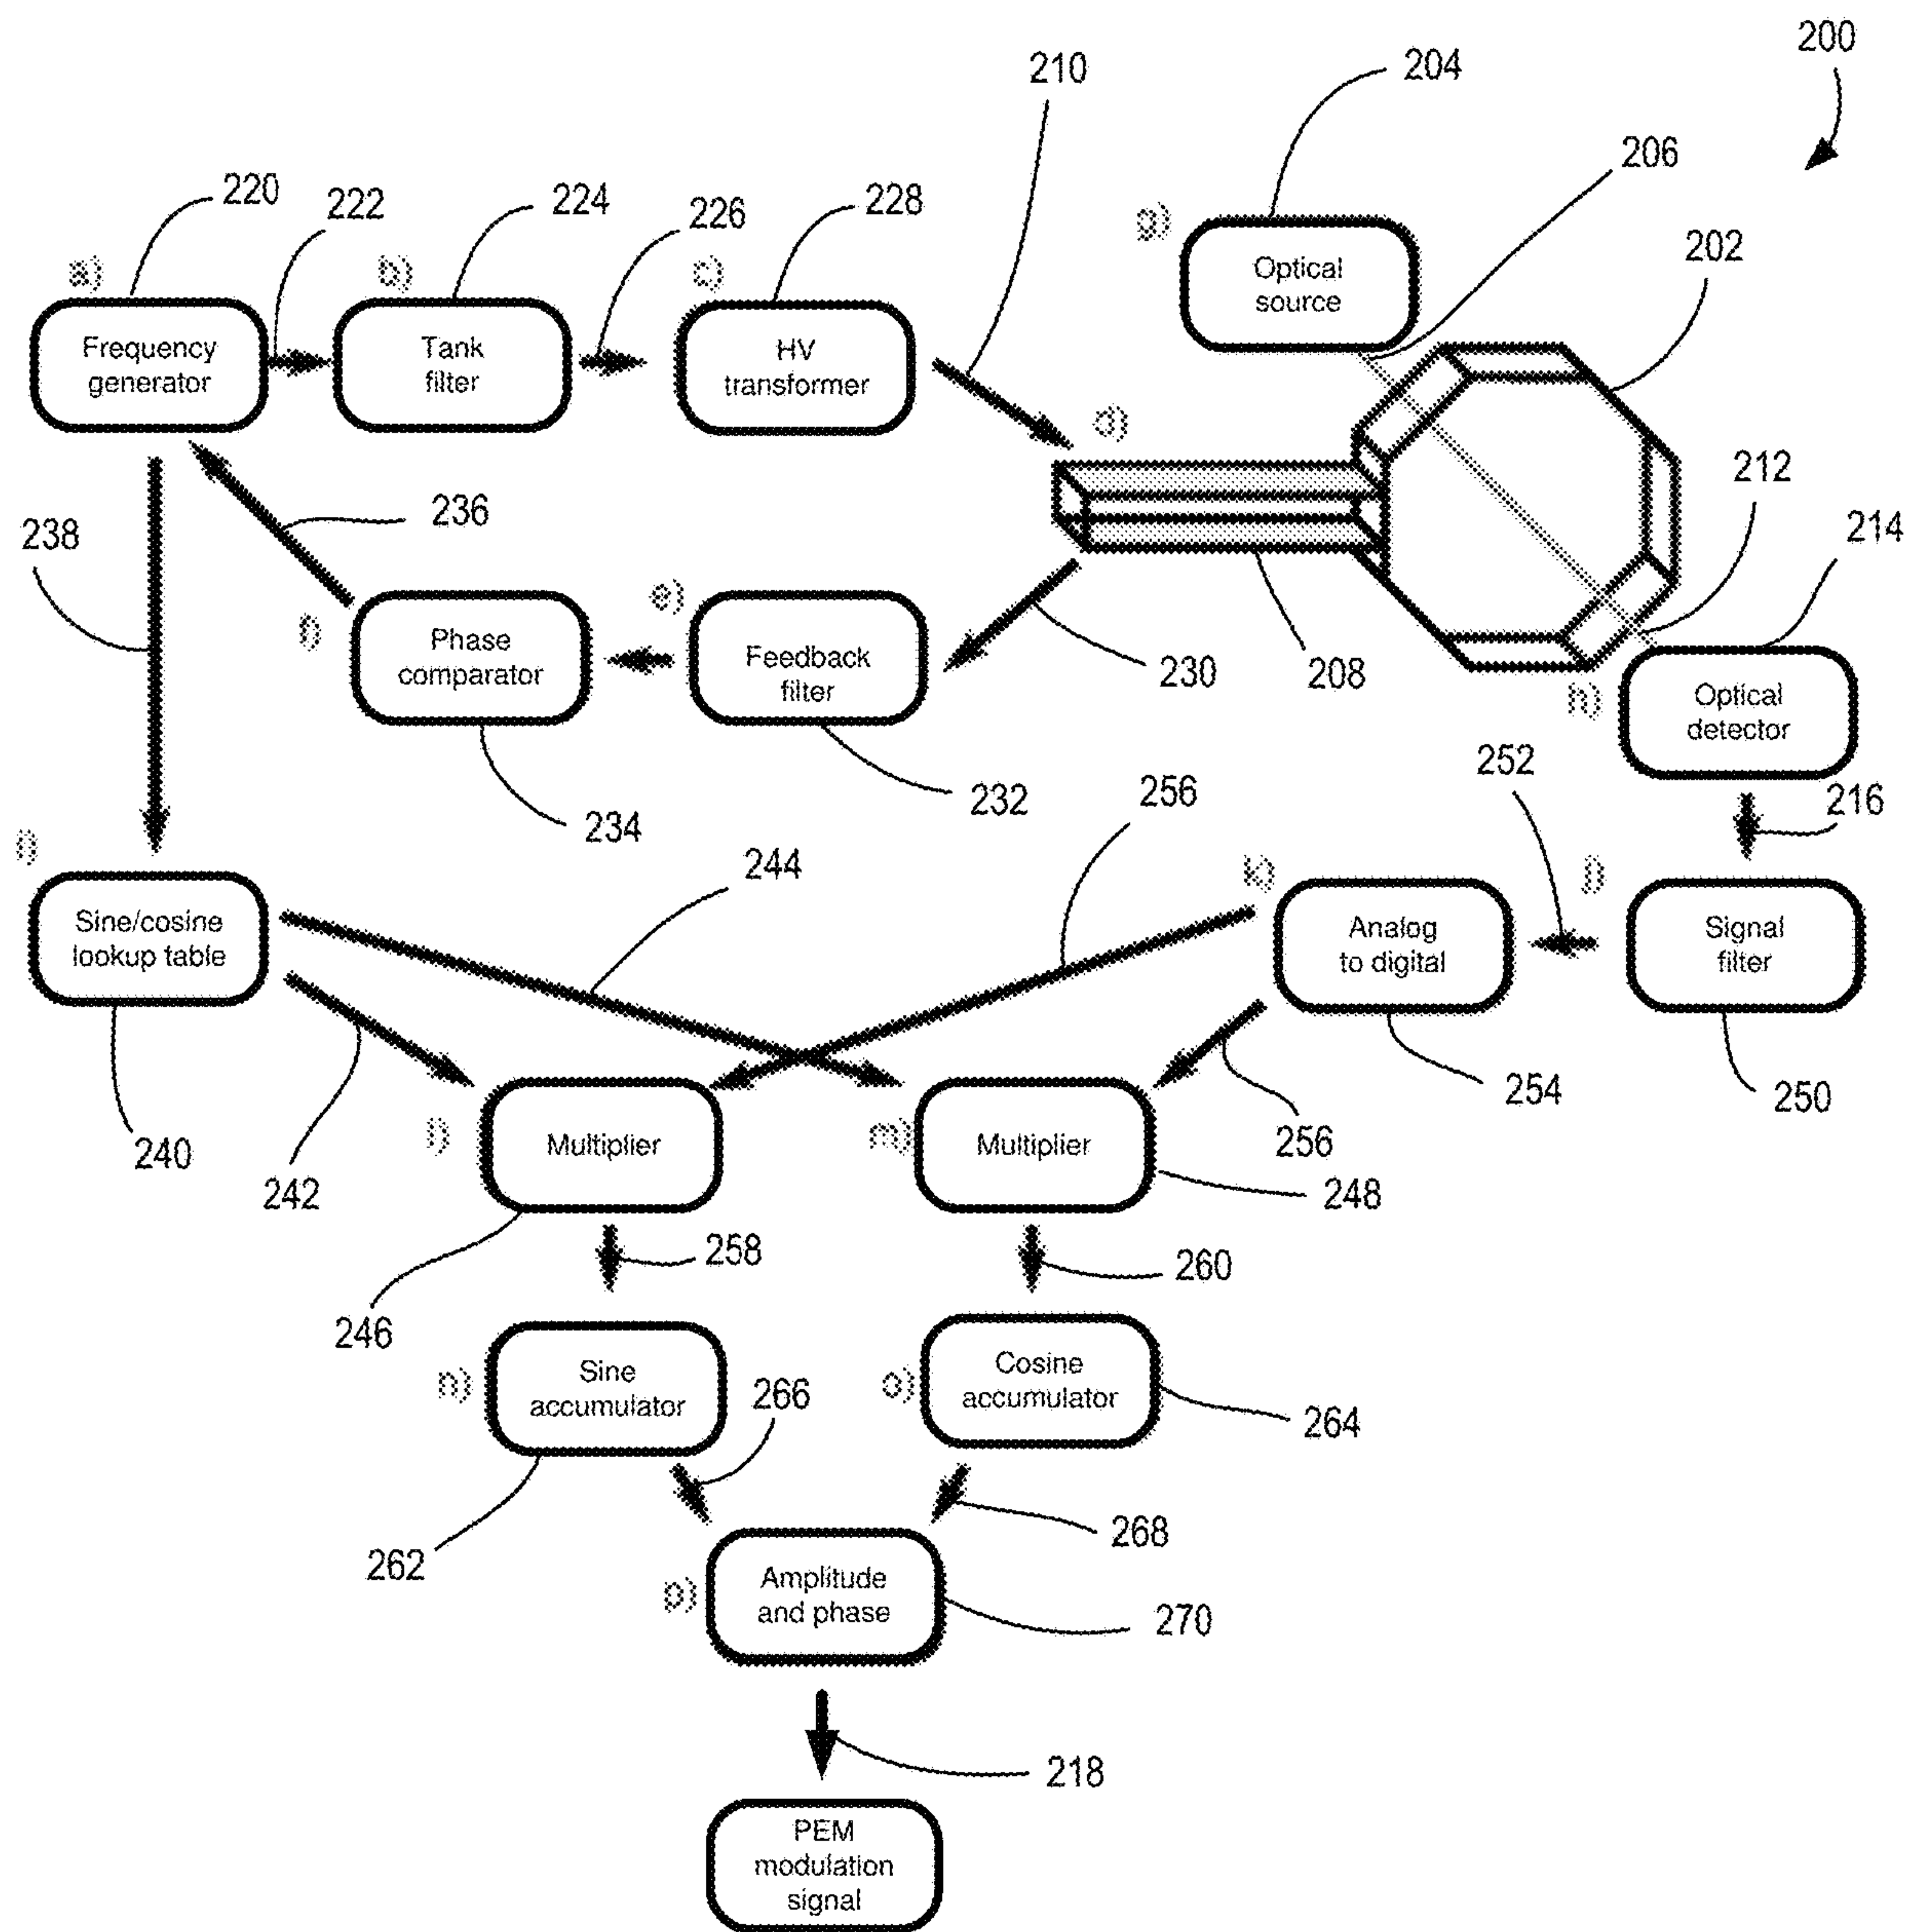 200
210
204
206
220
222
224
226
228
g)
202
a)
b)
c)
Optical
source
Frequency
generator
Tank
filter
HV
transformer
d)
212
236
214
238
e)
f)
Phase
comparator
Feedback
filter
230
208
h)
Optical
detector
252
232
256
216
234
i)
244
k)
j)
Sine/cosine
lookup table
Analog
to digital
Signal
filter
254
250
240
l)
Multiplier
m)
Multiplier
256
242
248
258
260
246
n)
Sine
accumulator
266
o)
Cosine
accumulator
264
268
262
p)
Amplitude
and phase
270
218
PEM
modulation
signal